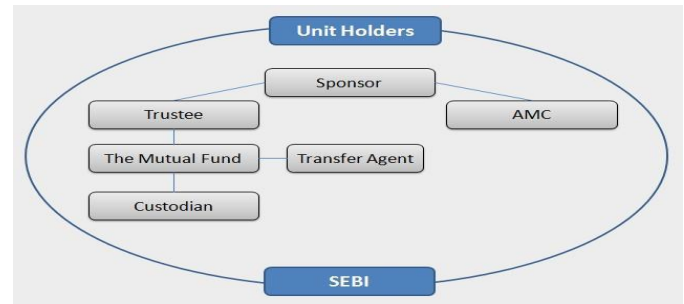 Unit Holders
Sponsor
Trustee
AMC
The Mutual Fund
Transfer Agent
Custodian
SEBI